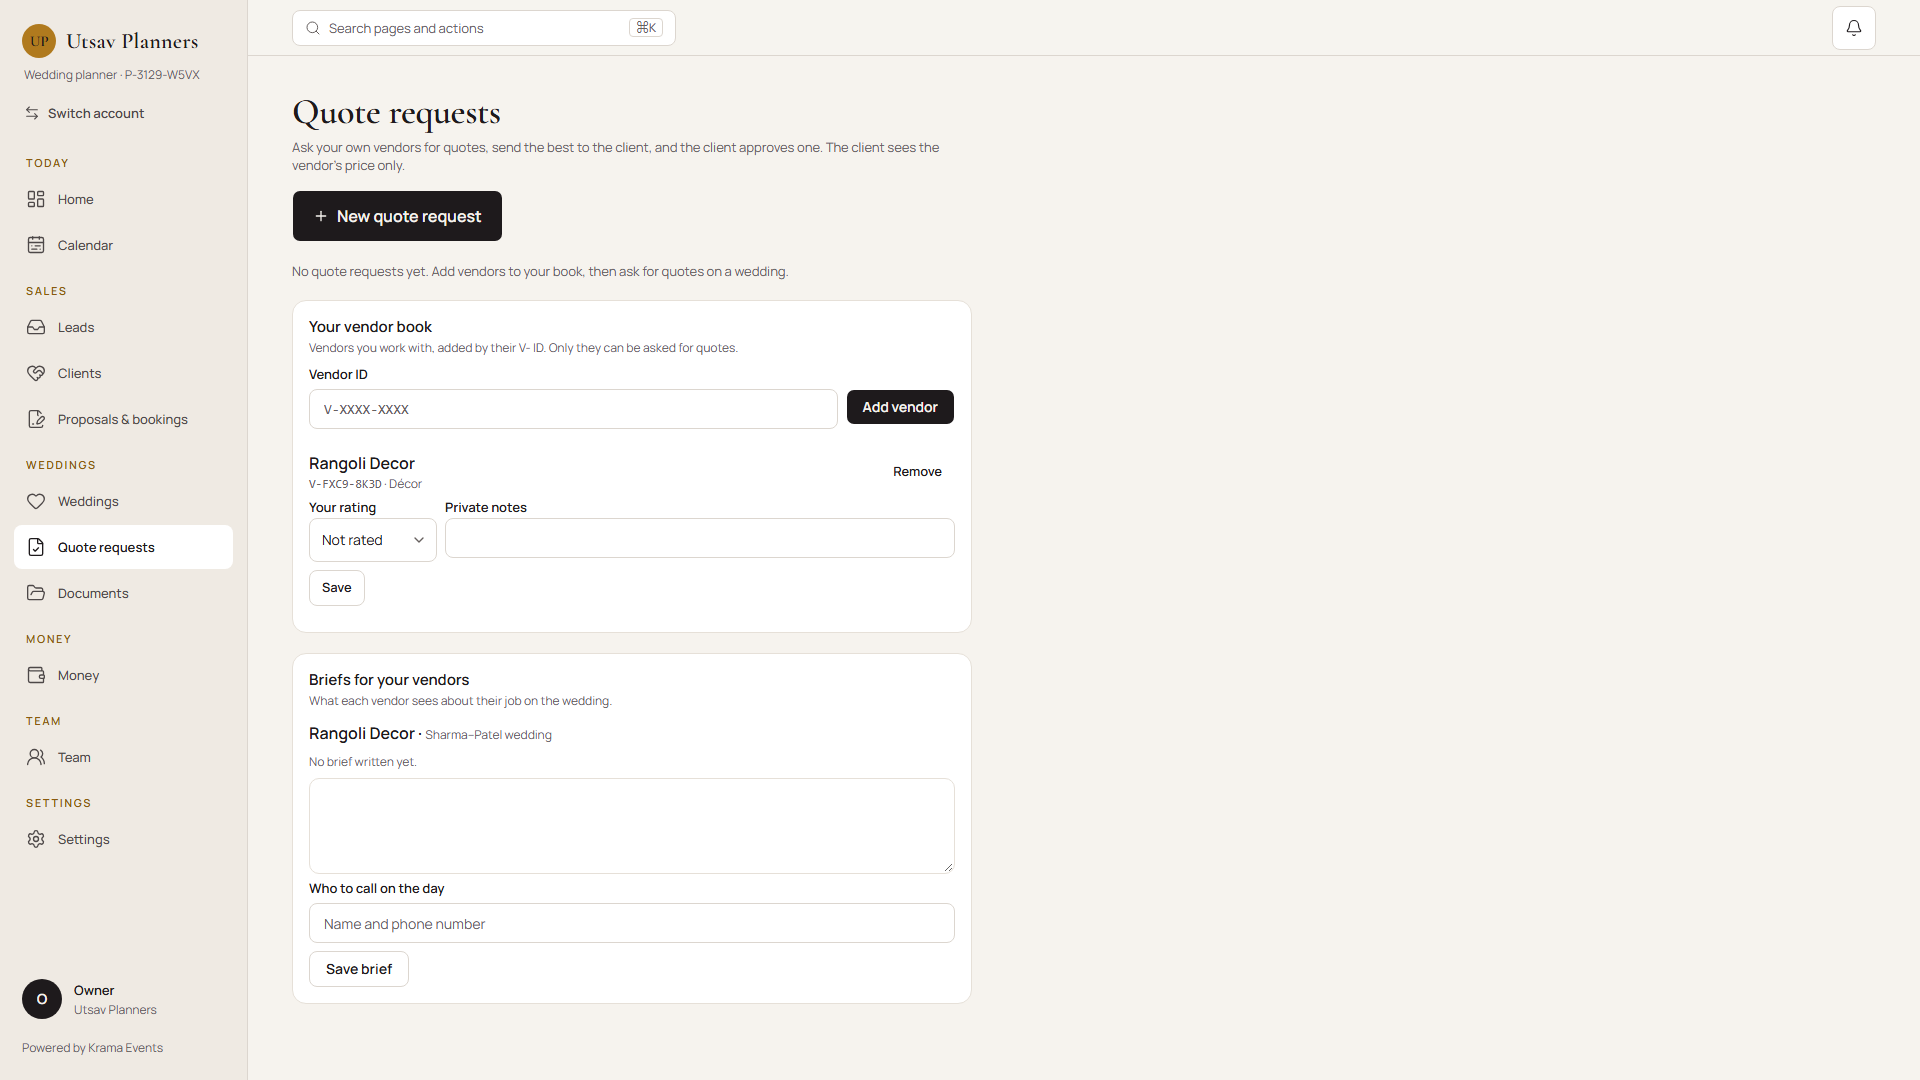 UP Utsav Planners
Wedding planner · P-3129-W5VX
Switch account
TODAY
Home
Calendar
SALES
Leads
Clients
Proposals & bookings
WEDDINGS
Weddings
Quote requests
Documents
MONEY
Money
TEAM
Team
SETTINGS
Settings
O
Owner
Utsav Planners
Powered by Krama Events
Search pages and actions ⌘K
Quote requests
Ask your own vendors for quotes, send the best to the client, and the client approves one. The client sees the
vendor's price only.
+ New quote request
No quote requests yet. Add vendors to your book, then ask for quotes on a wedding.
Your vendor book
Vendors you work with, added by their V- ID. Only they can be asked for quotes.
Vendor ID
V-XXXX-XXXX
Add vendor
Rangoli Decor
Remove
V-FXC9-8K3D · Décor
Your rating
Private notes
Not rated
Save
Briefs for your vendors
What each vendor sees about their job on the wedding.
Rangoli Decor · Sharma–Patel wedding
No brief written yet.
Who to call on the day
Name and phone number
Save brief